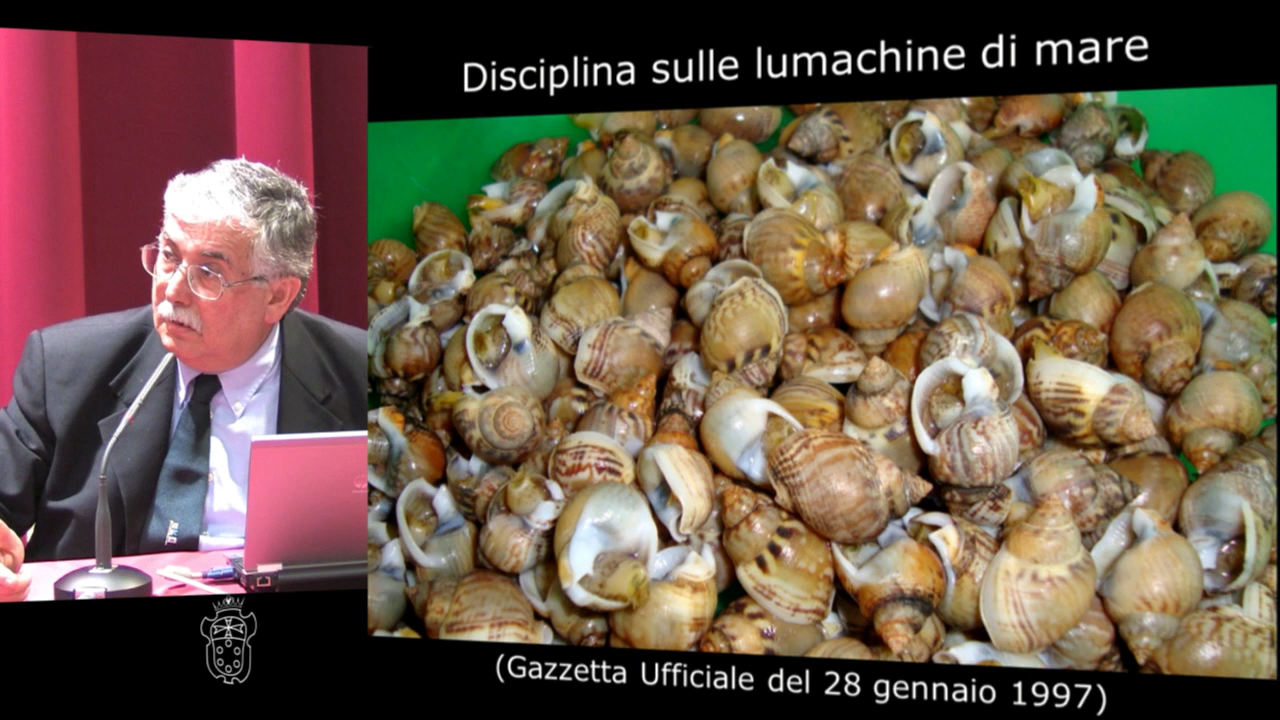 Disciplina sulle lumachine di mare
(Gazzetta Ufficiale del 28 gennaio 1997)